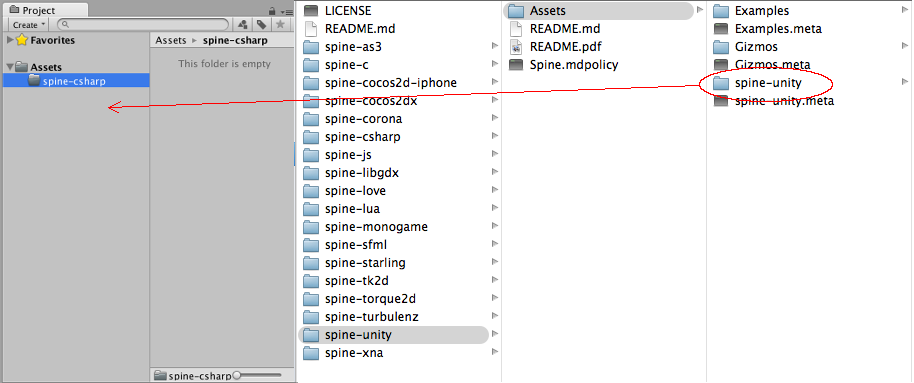 Project
Create
Favorites
Assets
spine-csharp
Assets ▸ spine-csharp
This folder is empty
spine-csharp
LICENSE
README.md
spine-as3
spine-c
spine-cocos2d-iphone
spine-cocos2dx
spine-corona
spine-csharp
spine-js
spine-libgdx
spine-love
spine-lua
spine-monogame
spine-sfml
spine-starling
spine-tk2d
spine-torque2d
spine-turbulenz
spine-unity
spine-xna
Assets
README.md
README.pdf
Spine.mdpolicy
Examples
Examples.meta
Gizmos
Gizmos.meta
spine-unity
spine-unity.meta